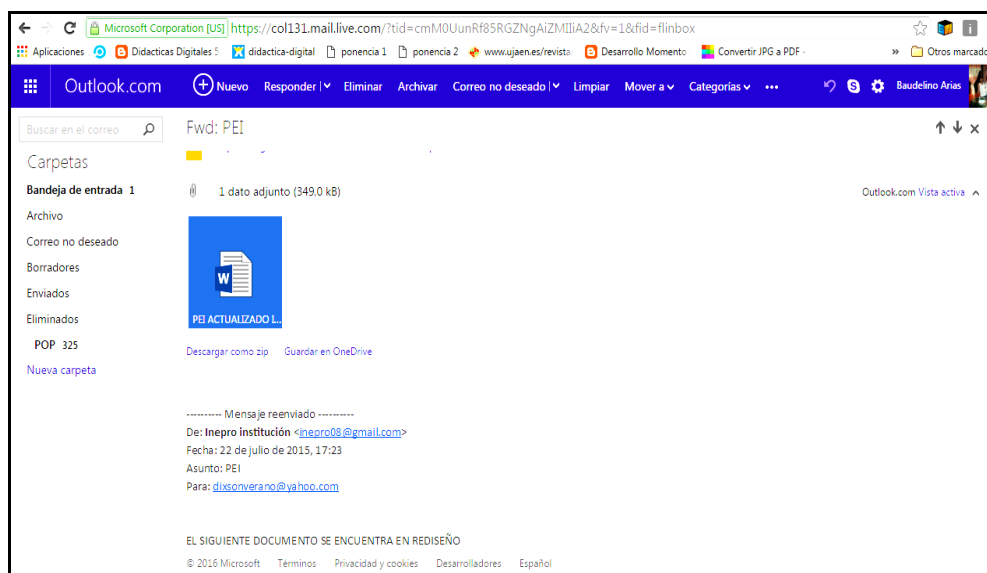 Microsoft Corporation [US] https://col131.mail.live.com/?tid=cmM0UunRf85RGZNgAiZMIIiA2&fv=1&fid=flinbox
Aplicaciones Didacticas Digitales 5 didactica-digital ponencia 1 ponencia 2 www.ujaen.es/revista Desarrollo Momento Convertir JPG a PDF - » Otros marcado
Outlook.com Nuevo Responder | Eliminar Archivar Correo no deseado | Limpiar Mover a Categorías ••• Baudelino Arias
Buscar en el correo
Fwd: PEI
Carpetas
Bandeja de entrada 1
Archivo
Correo no deseado
Borradores
Enviados
Eliminados
POP 325
Nueva carpeta
1 dato adjunto (349,0 kB)
Outlook.com Vista activa
W
PEI ACTUALIZADO I...
Descargar como zip Guardar en OneDrive
---------- Mensaje reenviado ----------
De: Inepro institución <inepro08@gmail.com>
Fecha: 22 de julio de 2015, 17:23
Asunto: PEI
Para: dixsonverano@yahoo.com
EL SIGUIENTE DOCUMENTO SE ENCUENTRA EN REDISEÑO
© 2016 Microsoft Términos Privacidad y cookies Desarrolladores Español